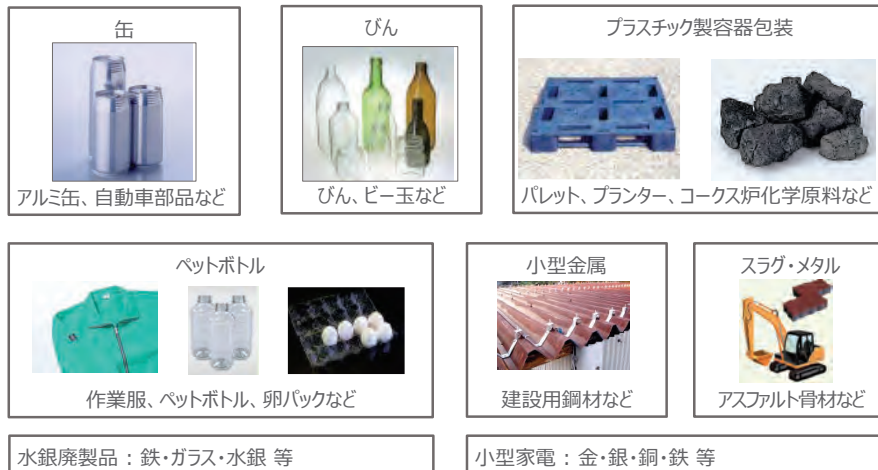 缶
アルミ缶、自動車部品など
びん
びん、ビー玉など
プラスチック製容器包装
パレット、プランター、コークス炉化学原料など
ペットボトル
作業服、ペットボトル、卵パックなど
小型金属
建設用鋼材など
スラグ・メタル
アスファルト骨材など
水銀廃製品：鉄・ガラス・水銀 等
小型家電：金・銀・銅・鉄 等